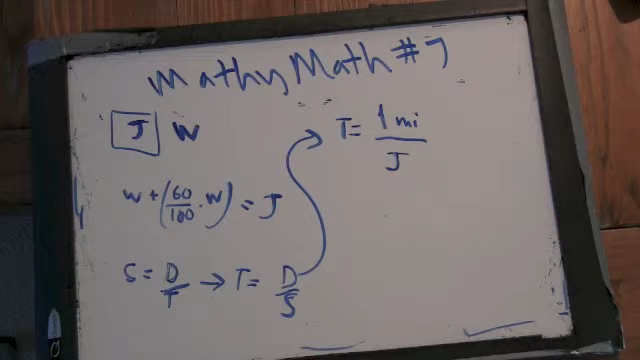 Mathy Math #7
J W
T = 1 mi / J
W + (60/100 · W) = J
S = D/T → T = D/S